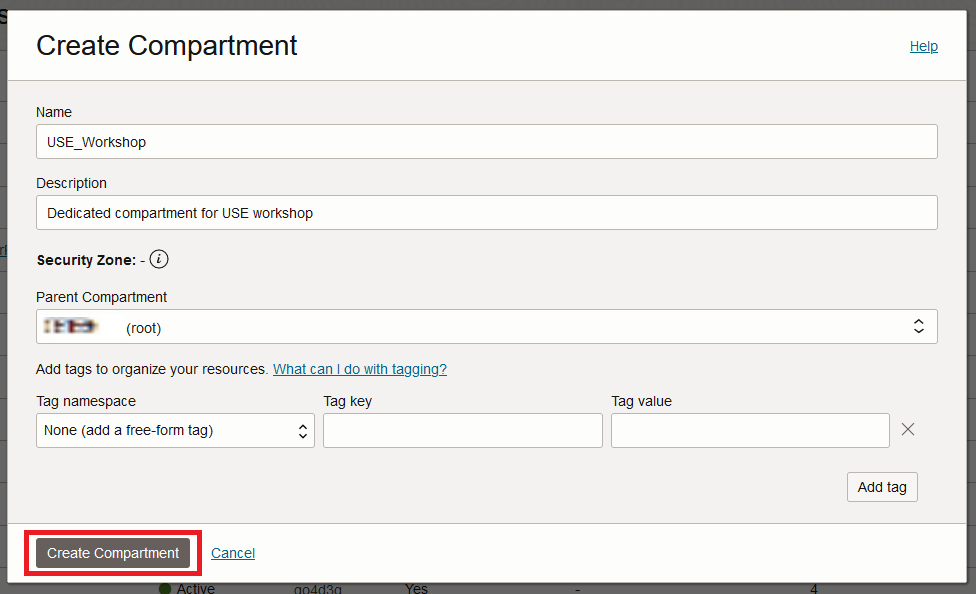 Create Compartment
Help
Name
USE_Workshop
Description
Dedicated compartment for USE workshop
Security Zone: - i
Parent Compartment
(root)
Add tags to organize your resources. What can I do with tagging?
Tag namespace Tag key Tag value
None (add a free-form tag)
Add tag
Create Compartment Cancel
Active Yes - 4